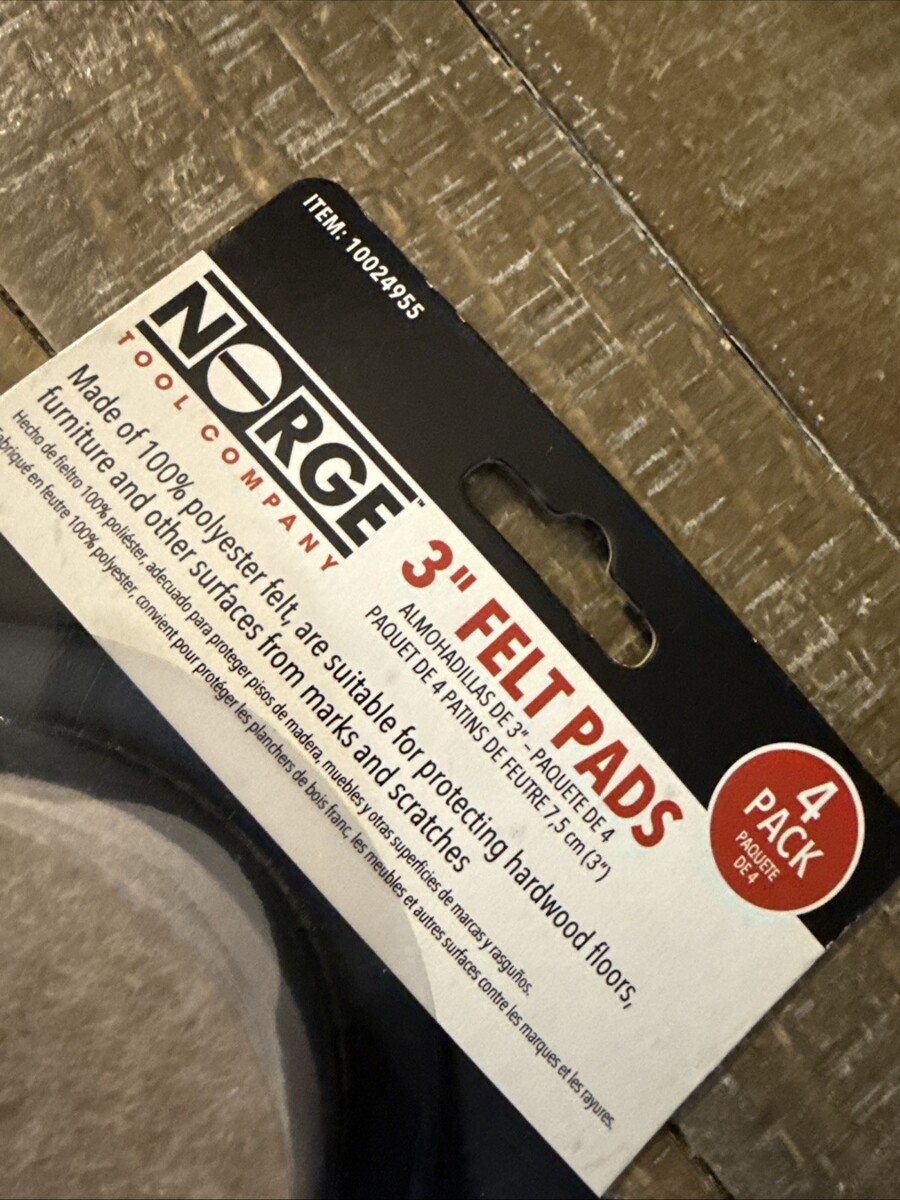 ITEM: 10024955
NORGE™
TOOL COMPANY
3" FELT PADS
ALMOHADILLAS DE 3" – PAQUETE DE 4
PAQUET DE 4 PATINS DE FEUTRE 7,5 cm (3")
4
PACK
PAQUETE
DE 4
Made of 100% polyester felt, are suitable for protecting hardwood floors,
furniture and other surfaces from marks and scratches
Hecho de fieltro 100% poliéster, adecuado para proteger pisos de madera, muebles y otras superficies de marcas y rasguños.
Fabriqué en feutre 100% polyester, convient pour protéger les planchers de bois franc, les meubles et autres surfaces contre les marques et les rayures.